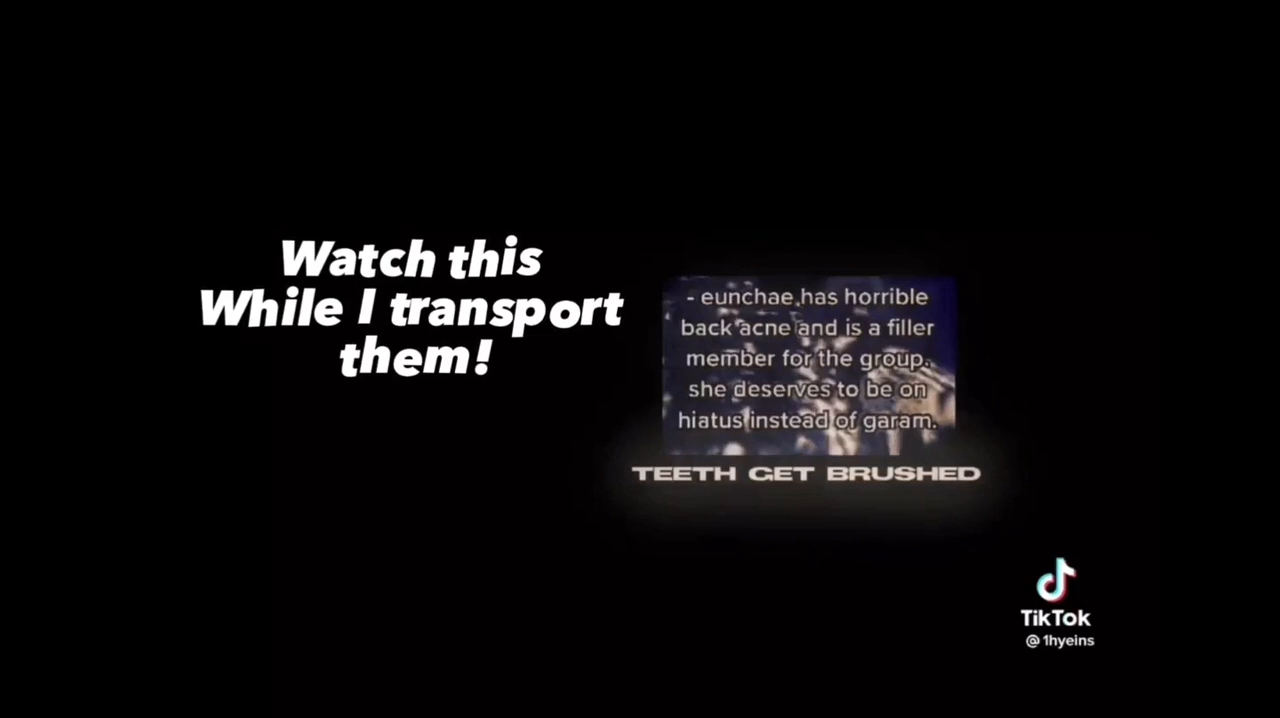 Watch this
While I transport
them!
- eunchae has horrible
back acne and is a filler
member for the group.
she deserves to be on
hiatus instead of garam.
TEETH GET BRUSHED
TikTok
@1hyeins